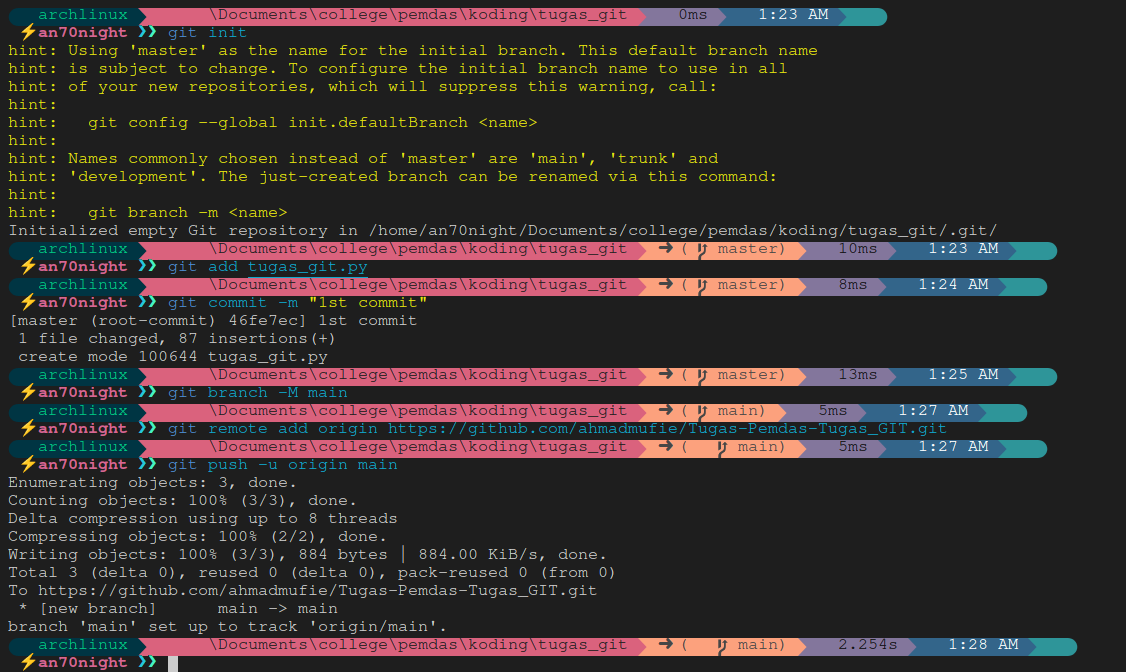 archlinux \Documents\college\pemdas\koding\tugas_git 0ms 1:23 AM
⚡an70night ❯❯ git init
hint: Using 'master' as the name for the initial branch. This default branch name
hint: is subject to change. To configure the initial branch name to use in all
hint: of your new repositories, which will suppress this warning, call:
hint:
hint:   git config --global init.defaultBranch <name>
hint:
hint: Names commonly chosen instead of 'master' are 'main', 'trunk' and
hint: 'development'. The just-created branch can be renamed via this command:
hint:
hint:   git branch -m <name>
Initialized empty Git repository in /home/an70night/Documents/college/pemdas/koding/tugas_git/.git/
archlinux \Documents\college\pemdas\koding\tugas_git ➜ ( master) 10ms 1:23 AM
⚡an70night ❯❯ git add tugas_git.py
archlinux \Documents\college\pemdas\koding\tugas_git ➜ ( master) 8ms 1:24 AM
⚡an70night ❯❯ git commit -m "1st commit"
[master (root-commit) 46fe7ec] 1st commit
 1 file changed, 87 insertions(+)
 create mode 100644 tugas_git.py
archlinux \Documents\college\pemdas\koding\tugas_git ➜ ( master) 13ms 1:25 AM
⚡an70night ❯❯ git branch -M main
archlinux \Documents\college\pemdas\koding\tugas_git ➜ ( main) 5ms 1:27 AM
⚡an70night ❯❯ git remote add origin https://github.com/ahmadmufie/Tugas-Pemdas-Tugas_GIT.git
archlinux \Documents\college\pemdas\koding\tugas_git ➜ ( main) 5ms 1:27 AM
⚡an70night ❯❯ git push -u origin main
Enumerating objects: 3, done.
Counting objects: 100% (3/3), done.
Delta compression using up to 8 threads
Compressing objects: 100% (2/2), done.
Writing objects: 100% (3/3), 884 bytes | 884.00 KiB/s, done.
Total 3 (delta 0), reused 0 (delta 0), pack-reused 0 (from 0)
To https://github.com/ahmadmufie/Tugas-Pemdas-Tugas_GIT.git
 * [new branch]      main -> main
branch 'main' set up to track 'origin/main'.
archlinux \Documents\college\pemdas\koding\tugas_git ➜ ( main) 2.254s 1:28 AM
⚡an70night ❯❯